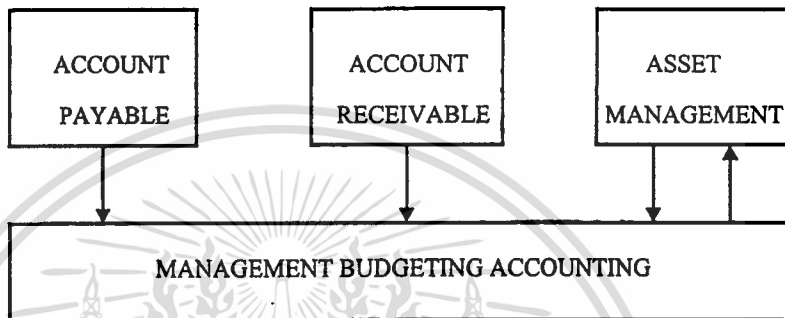 ACCOUNT
PAYABLE
ACCOUNT
RECEIVABLE
ASSET
MANAGEMENT
MANAGEMENT BUDGETING ACCOUNTING